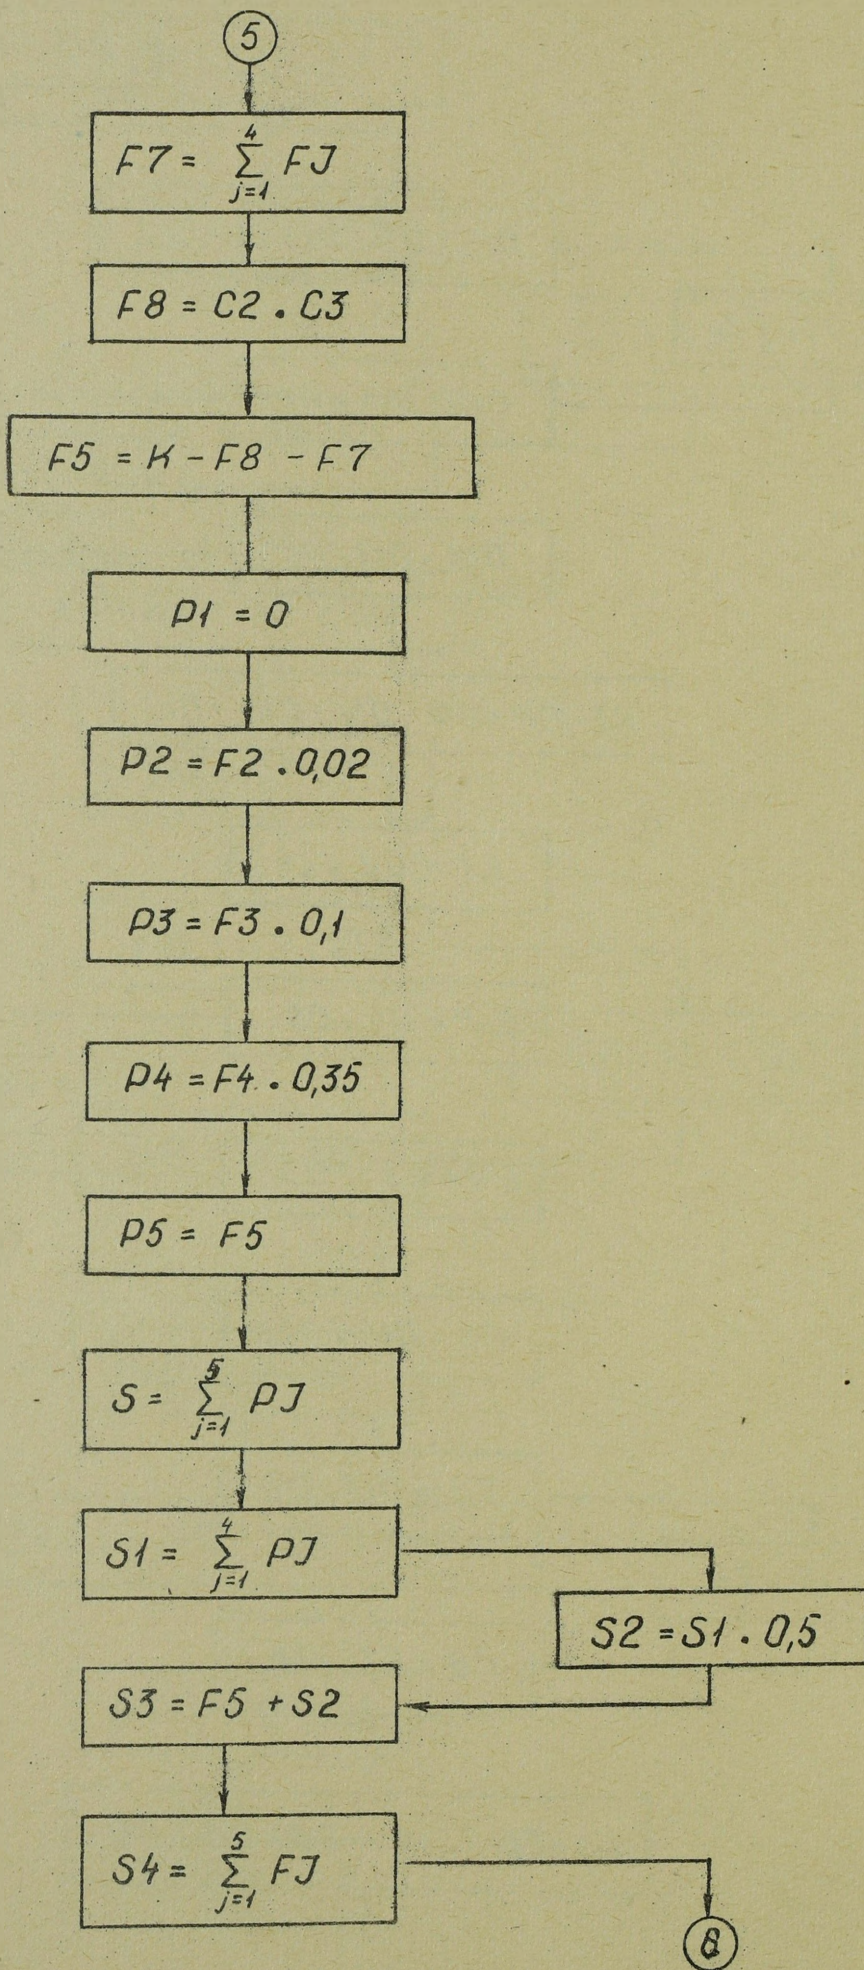 5
F7 = 4 Σ j=1 FJ
F8 = C2 . C3
F5 = K - F8 - F7
P1 = 0
P2 = F2 . 0,02
P3 = F3 . 0,1
P4 = F4 . 0,35
P5 = F5
S = 5 Σ j=1 PJ
S1 = 4 Σ j=1 PJ
S2 = S1 . 0,5
S3 = F5 + S2
S4 = 5 Σ j=1 FJ